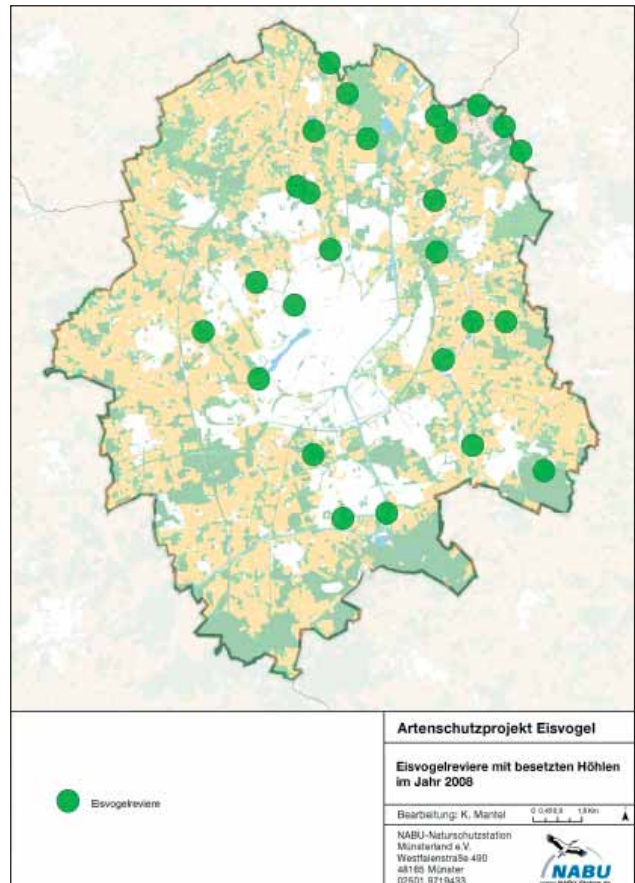 Eisvogelreviere
Artenschutzprojekt Eisvogel
Eisvogelreviere mit besetzten Höhlen
im Jahr 2008
Bearbeitung: K. Mantel
NABU-Naturschutzstation
Münsterland e.V.
Westfalenstraße 490
48165 Münster
02501 9719433
NABU